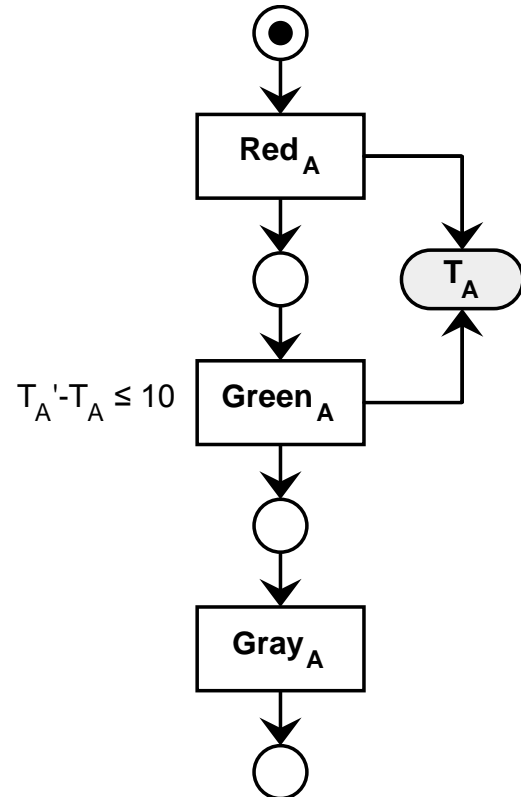 Red_A
T_A
T_A'-T_A ≤ 10
Green_A
Gray_A